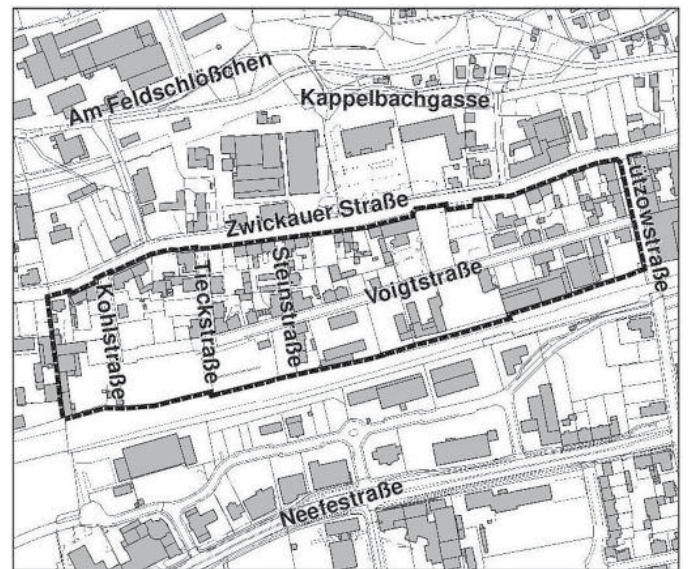 Am Feldschlößchen
Kappelbachgasse
Zwickauer Straße
Lützowstraße
Steinstraße
Voigtstraße
Tieckstraße
Kohlstraße
Neefestraße